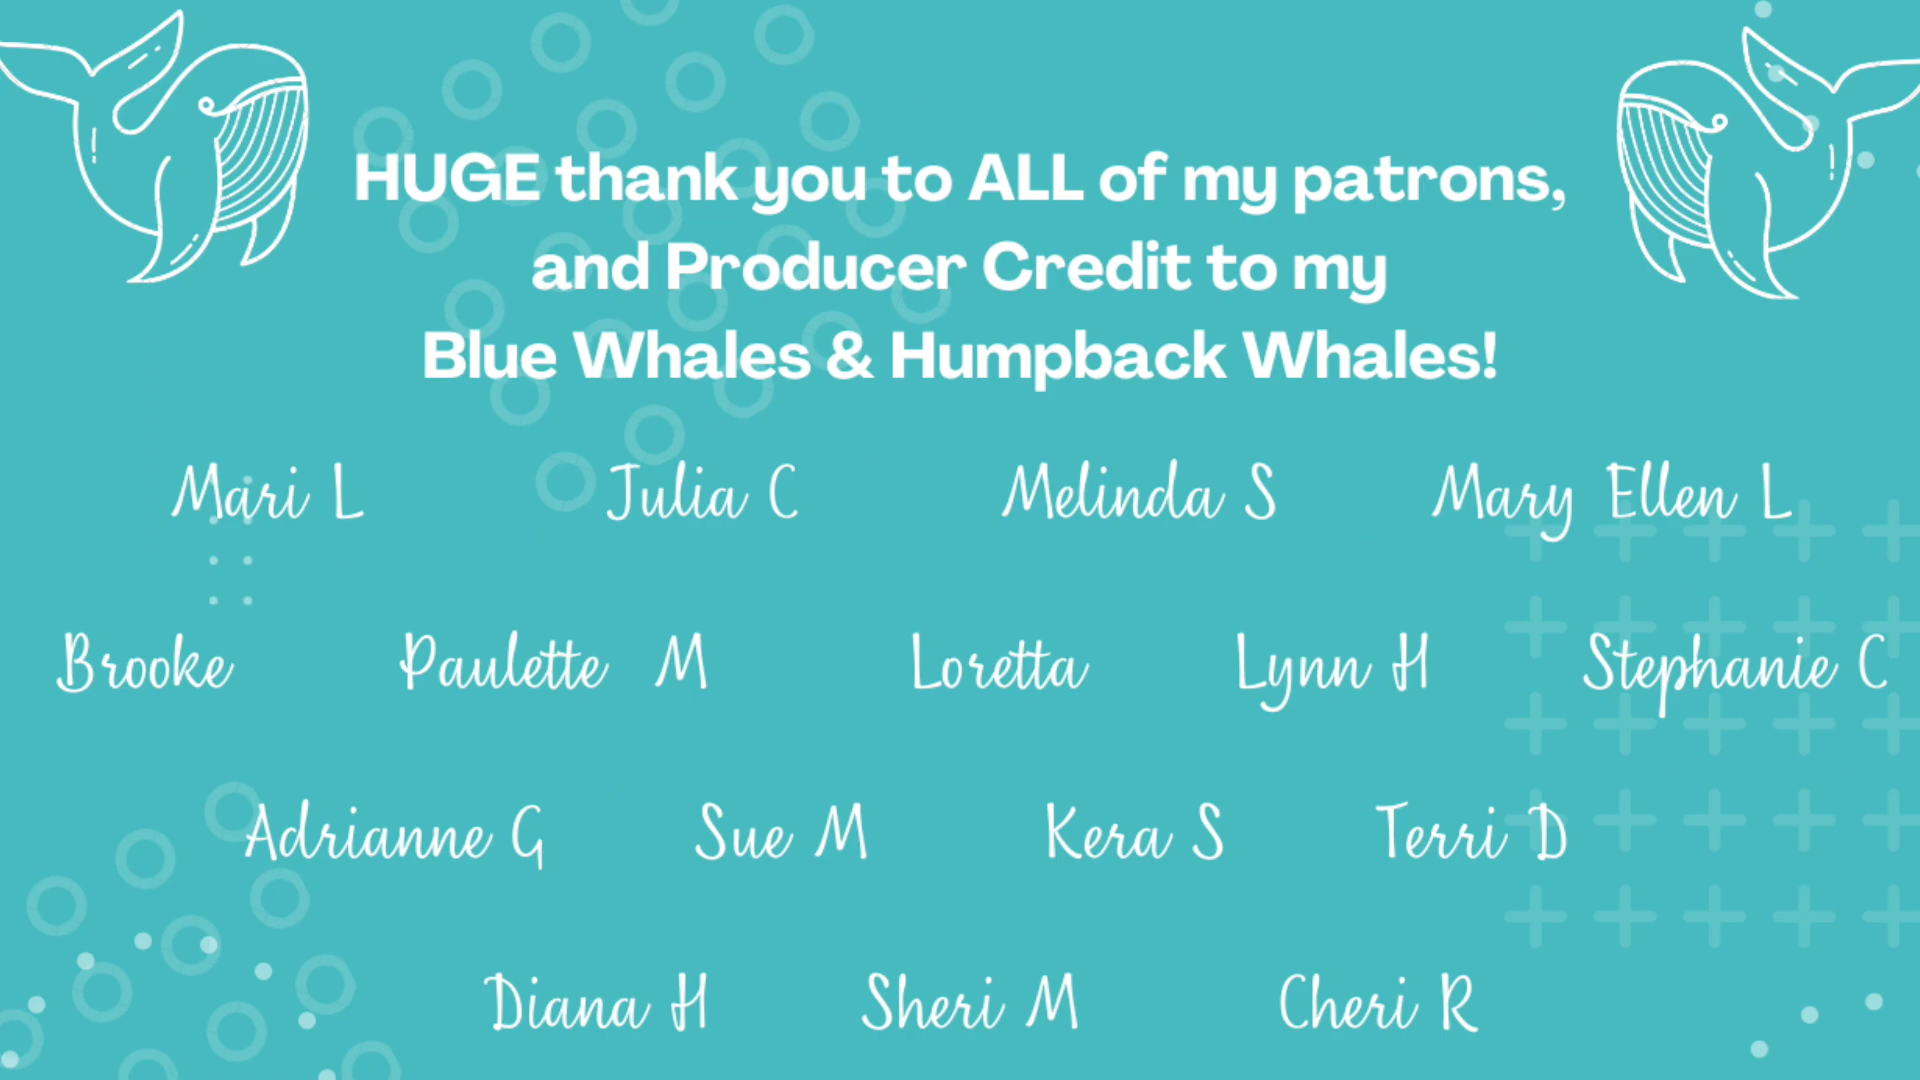 HUGE thank you to ALL of my patrons,
and Producer Credit to my
Blue Whales & Humpback Whales!
Mari L Julia C Melinda S Mary Ellen L
Brooke Paulette M Loretta Lynn H Stephanie C
Adrianne G Sue M Kera S Terri D
Diana H Sheri M Cheri R